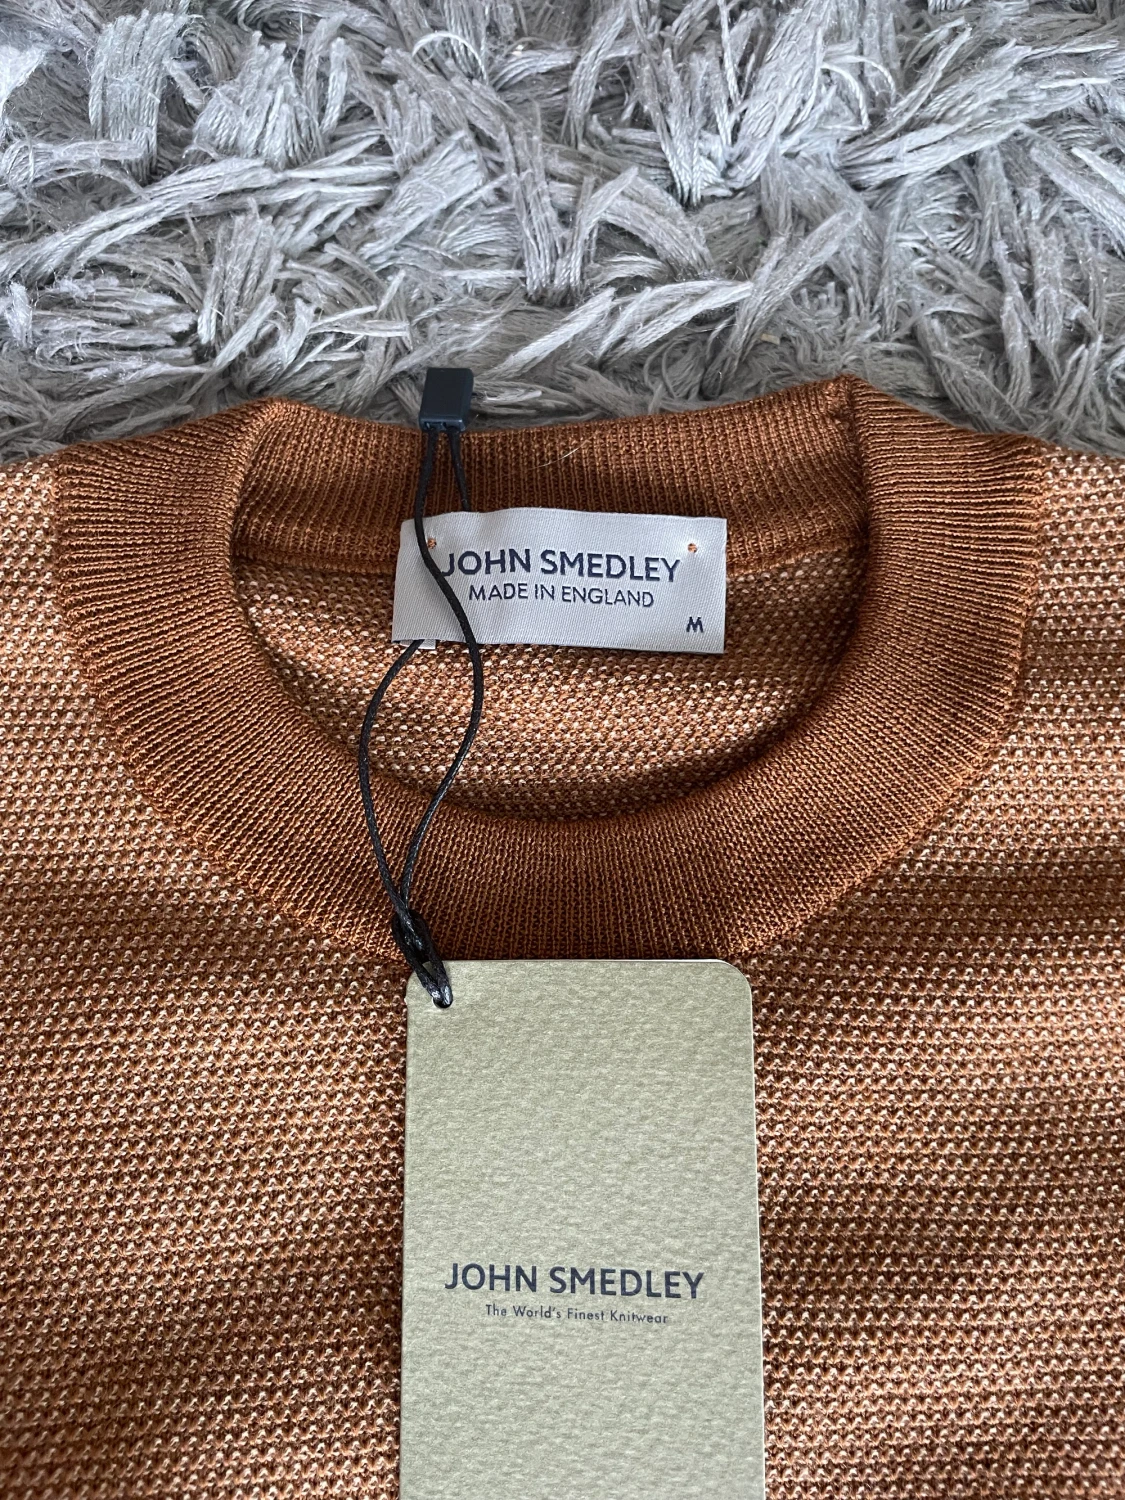 JOHN SMEDLEY
MADE IN ENGLAND
M
JOHN SMEDLEY
The World's Finest Knitwear